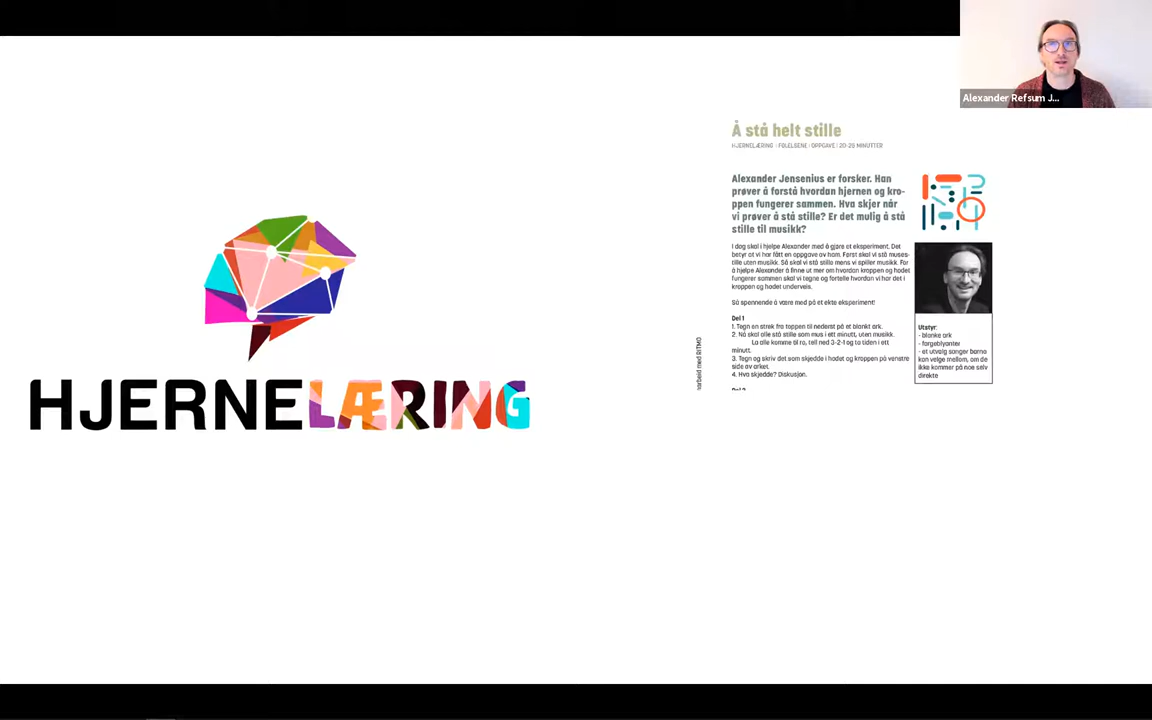 Alexander Refsum J...
HJERNELÆRING
Å stå helt stille
HJERNELÆRING | FØLELSENE | OPPGAVE | 20-25 MINUTTER
Alexander Jensenius er forsker. Han
prøver å forstå hvordan hjernen og kro-
ppen fungerer sammen. Hva skjer når
vi prøver å stå stille? Er det mulig å stå
stille til musikk?
I dag skal i hjelpe Alexander med å gjøre et eksperiment. Det
betyr at vi har fått en oppgave av ham. Først skal vi stå muses-
tille uten musikk. Så skal vi stå stille mens vi spiller musikk. For
å hjelpe Alexander å finne ut mer om hvordan kroppen og hodet
fungerer sammen skal vi tegne og fortelle hvordan vi har det i
kroppen og hodet underveis.
Så spennende å være med på et ekte eksperiment!
Del 1
1. Tegn en strek fra toppen til nederst på et blankt ark.
2. Nå skal alle stå stille som mus i ett minutt, uten musikk.
La alle komme til ro, tell ned 3-2-1 og ta tiden i ett
minutt.
3. Tegn og skriv det som skjedde i hodet og kroppen på venstre
side av arket.
4. Hva skjedde? Diskusjon.
Utstyr:
- blanke ark
- fargeblyanter
- et utvalg sanger barna
kan velge mellom, om de
ikke kommer på noe selv
direkte
arbeid med RITMO